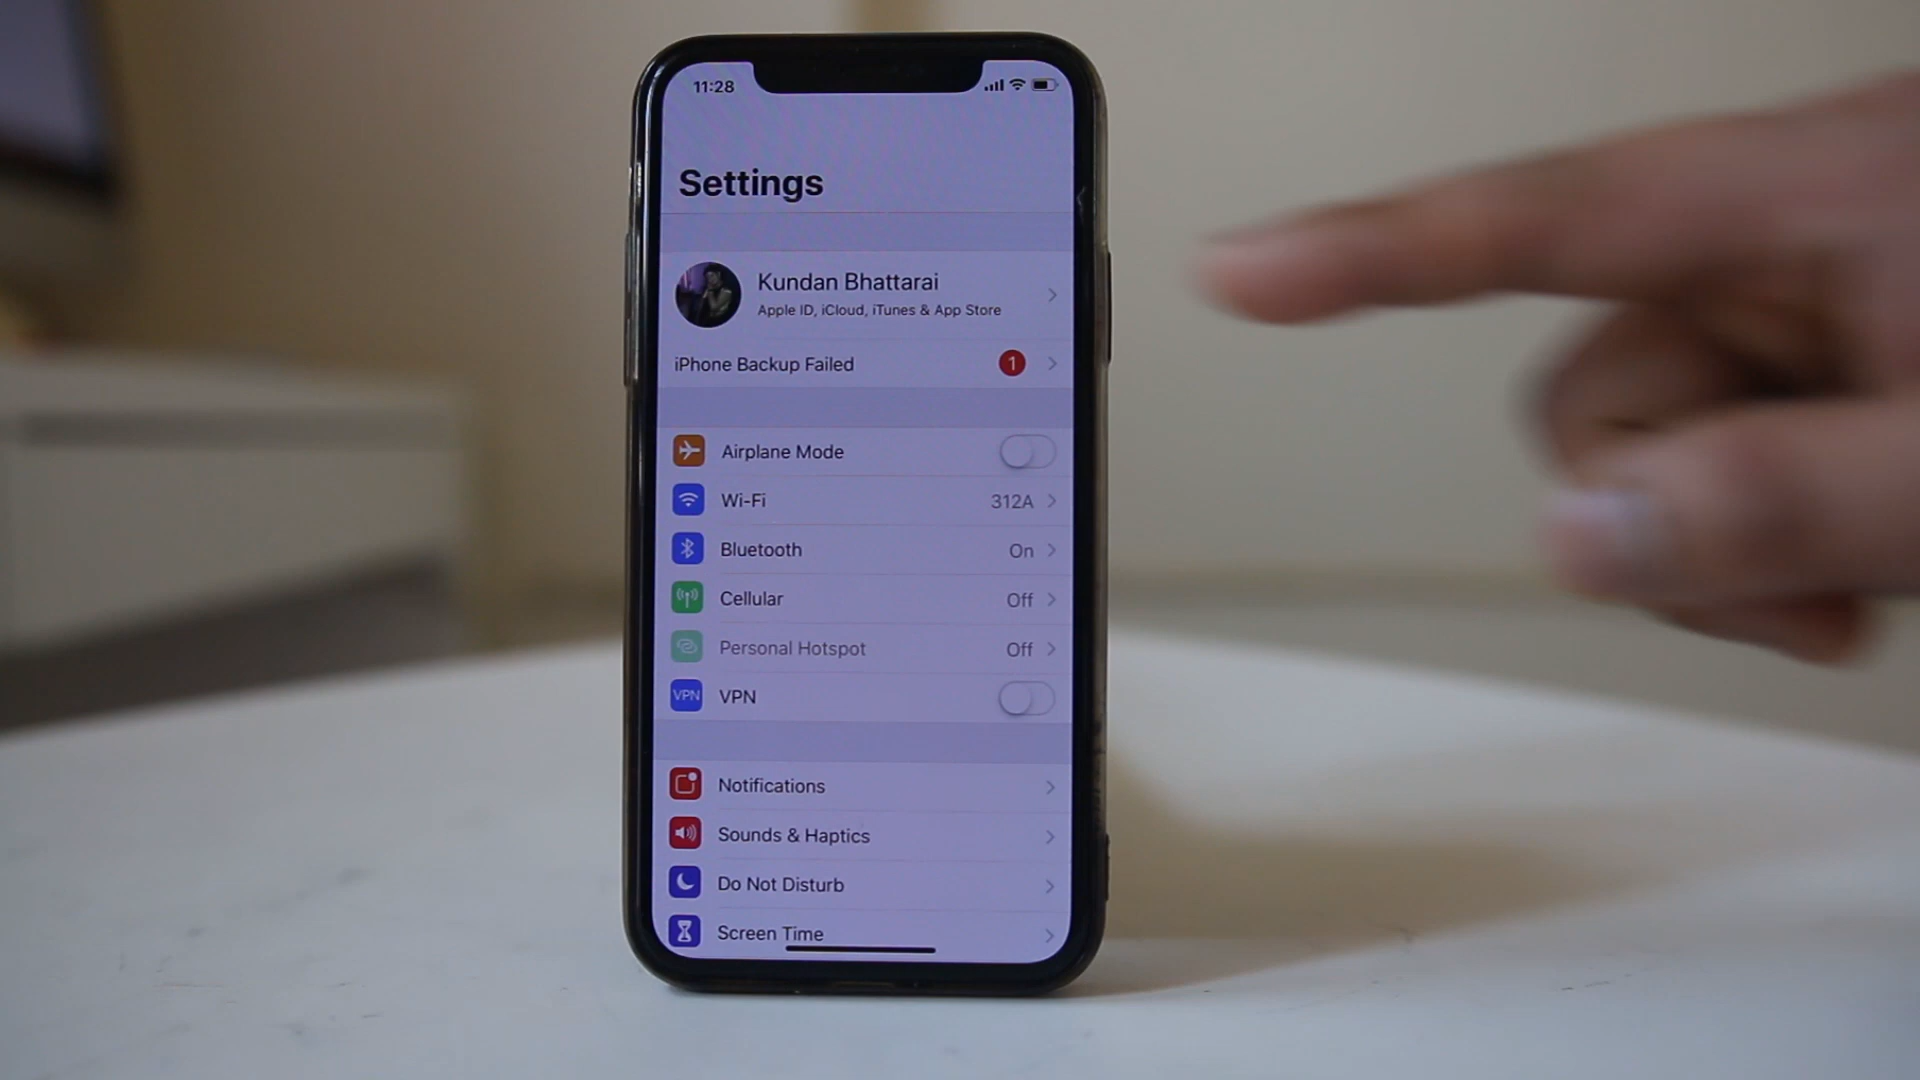 11:28
Settings
Kundan Bhattarai
Apple ID, iCloud, iTunes & App Store
iPhone Backup Failed 1
Airplane Mode
Wi-Fi 312A
Bluetooth On
Cellular Off
Personal Hotspot Off
VPN VPN
Notifications
Sounds & Haptics
Do Not Disturb
Screen Time